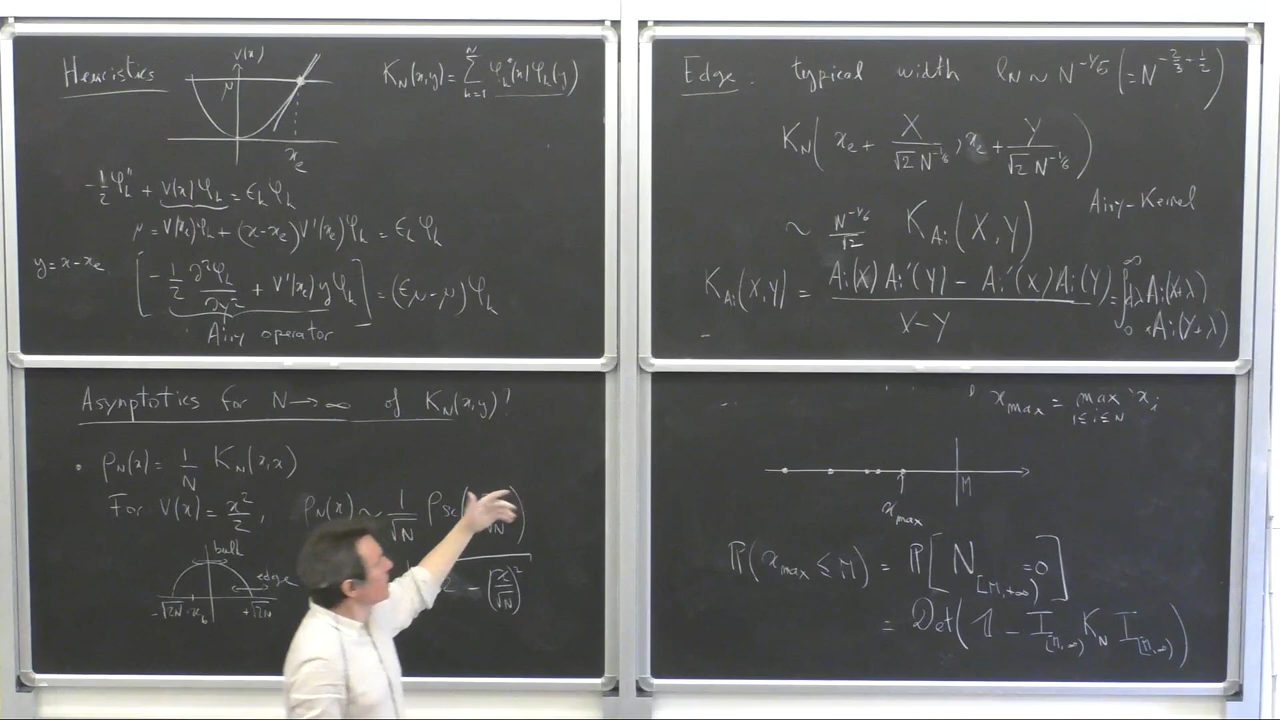 Heuristics
V(x)
μ
x_e
K_N(x,y) = Σ_{k=1}^{N} φ_k^*(x) φ_k(y)
-1/2 φ_k'' + V(x) φ_k = ε_k φ_k
μ = V(x_e) φ_k + (x-x_e) V'(x_e) φ_k = ε_k φ_k
y = x - x_e
[ -1/2 ∂²φ_k/∂y² + V'(x_e) y φ_k ] = (ε_μ - μ) φ_k
Airy operator
Asymptotics for N → ∞ of K_N(x,y)?
• ρ_N(x) = 1/N K_N(x,x)
For V(x) = x²/2, ρ_N(x) ~ 1/√N ρ_sc(
√N )
bulk
edge
-√2N x_b +√2N
- (x/√N)²
Edge: typical width l_N ~ N^{-1/6} (= N^{-2/3 + 1/2})
K_N( x_e + X/(√2 N^{-1/6}), x_e + Y/(√2 N^{-1/6}) )
Airy-Kernel
~ N^{-1/6}/√2 K_Ai(X,Y)
K_Ai(X,Y) = (Ai(X) Ai'(Y) - Ai'(X) Ai(Y))/(X-Y) = ∫_0^∞ dλ Ai(X+λ)
× Ai(Y+λ)
x_max = max_{1≤i≤N} x_i
x_max
M
P(x_max ≤ M) = P[ N_{[M,+∞)} = 0 ]
= Det( 𝟙 - I_{[M,∞)} K_N I_{[M,∞)} )